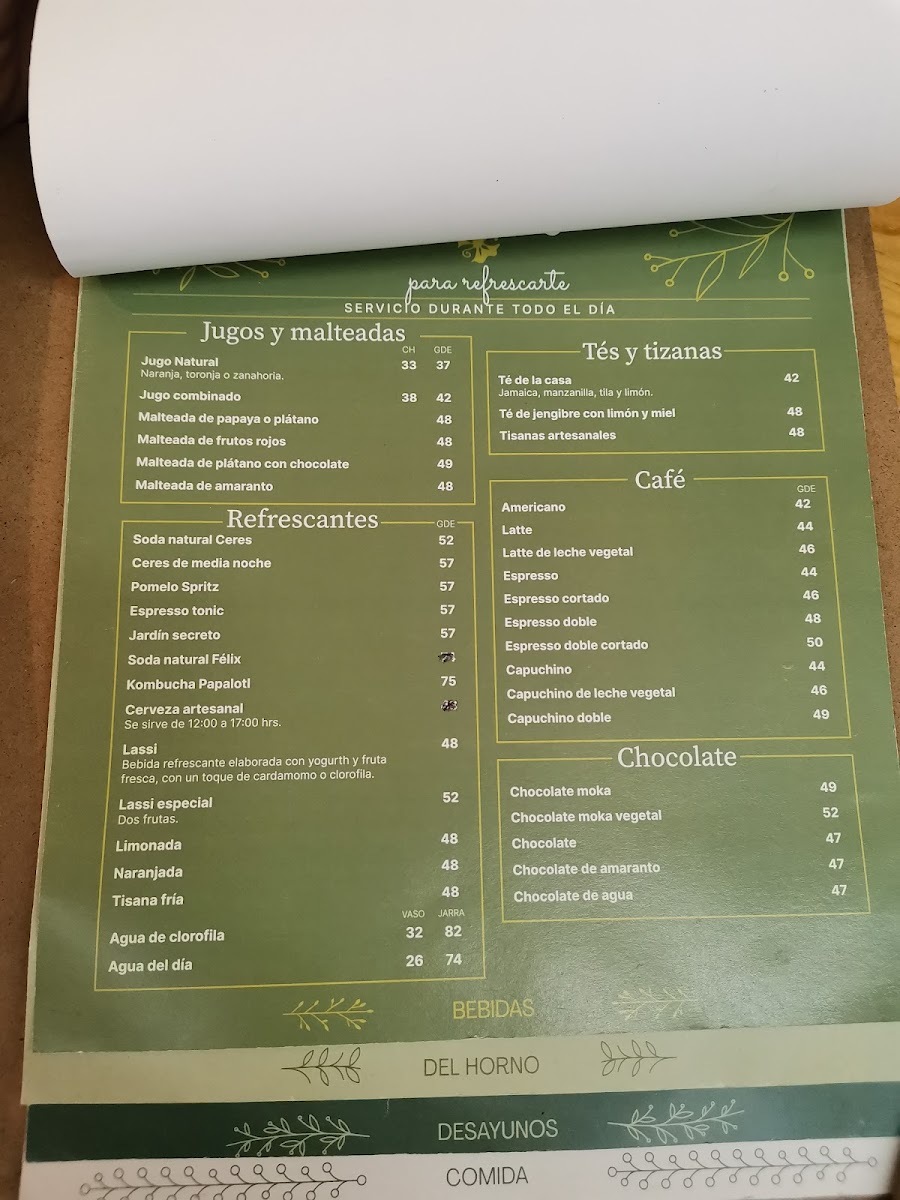 para refrescarte
SERVICIO DURANTE TODO EL DÍA
Jugos y malteadas
CH GDE
Jugo Natural 33 37
Naranja, toronja o zanahoria.
Jugo combinado 38 42
Malteada de papaya o plátano 48
Malteada de frutos rojos 48
Malteada de plátano con chocolate 49
Malteada de amaranto 48
Refrescantes
GDE
Soda natural Ceres 52
Ceres de media noche 57
Pomelo Spritz 57
Espresso tonic 57
Jardín secreto 57
Soda natural Félix
Kombucha Papalotl 75
Cerveza artesanal
Se sirve de 12:00 a 17:00 hrs.
Lassi 48
Bebida refrescante elaborada con yogurth y fruta
fresca, con un toque de cardamomo o clorofila.
Lassi especial 52
Dos frutas.
Limonada 48
Naranjada 48
Tisana fría 48
VASO JARRA
Agua de clorofila 32 82
Agua del día 26 74
Tés y tizanas
Té de la casa 42
Jamaica, manzanilla, tila y limón.
Té de jengibre con limón y miel 48
Tisanas artesanales 48
Café
GDE
Americano 42
Latte 44
Latte de leche vegetal 46
Espresso 44
Espresso cortado 46
Espresso doble 48
Espresso doble cortado 50
Capuchino 44
Capuchino de leche vegetal 46
Capuchino doble 49
Chocolate
Chocolate moka 49
Chocolate moka vegetal 52
Chocolate 47
Chocolate de amaranto 47
Chocolate de agua 47
BEBIDAS
DEL HORNO
DESAYUNOS
COMIDA